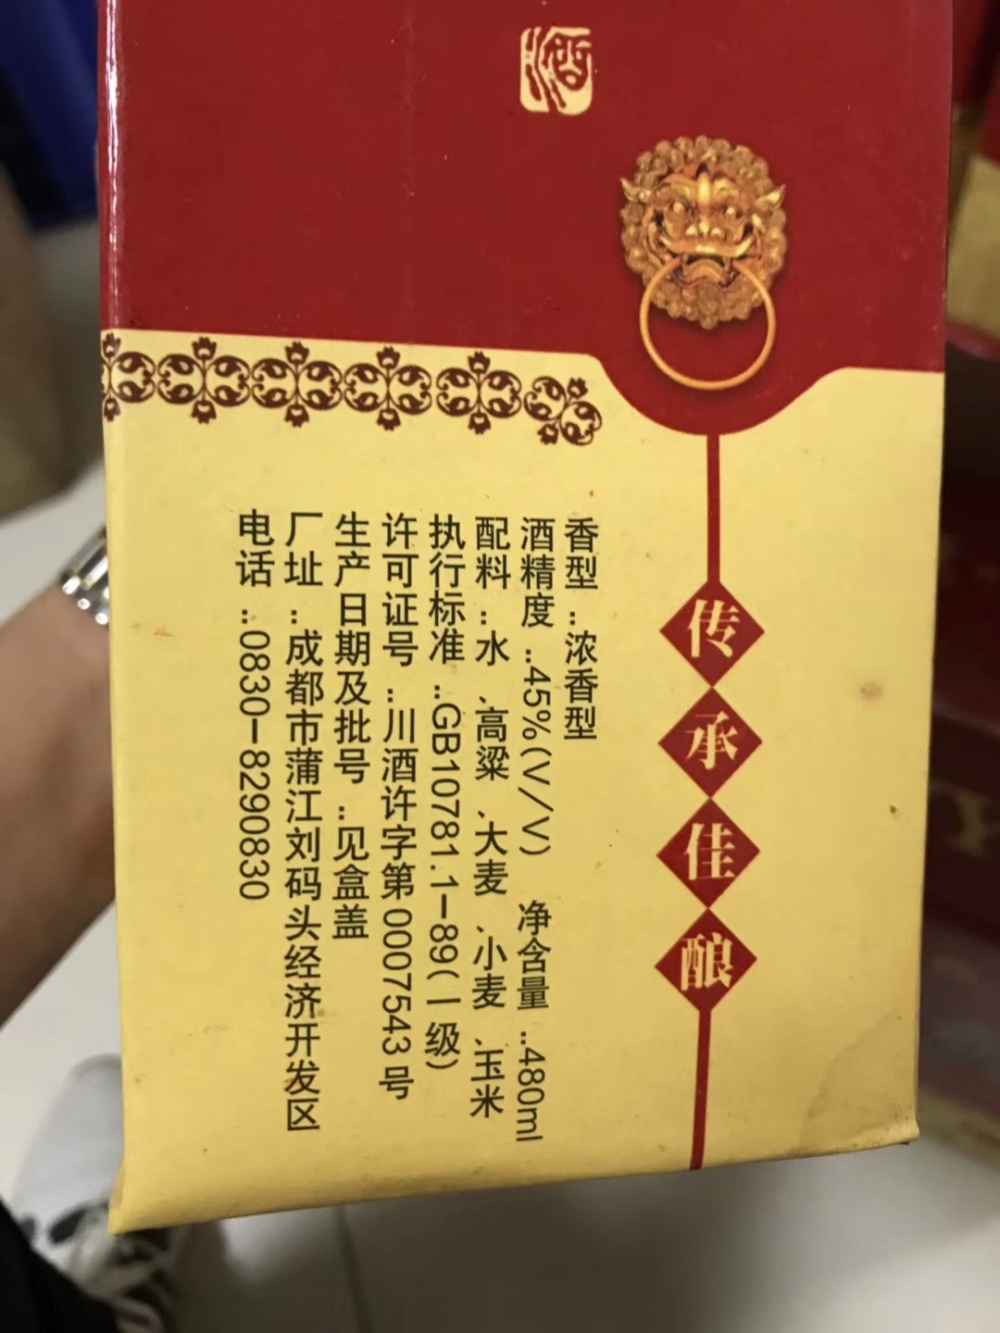 酒
传承佳酿
香型：浓香型
酒精度：45%(V/V) 净含量：480ml
配料：水、高粱、大麦、小麦、玉米
执行标准：GB10781.1-89(一级)
许可证号：川酒许字第0007543号
生产日期及批号：见盒盖
厂址：成都市蒲江刘码头经济开发区
电话：0830-8290830